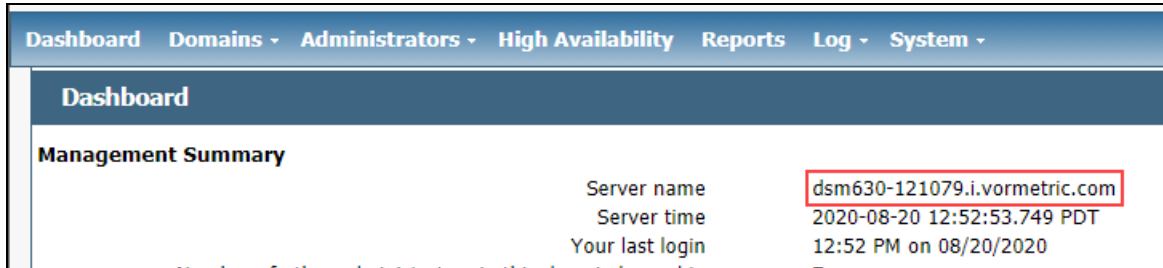 Dashboard Domains Administrators High Availability Reports Log System
Dashboard
Management Summary
Server name dsm630-121079.i.vormetric.com
Server time 2020-08-20 12:52:53.749 PDT
Your last login 12:52 PM on 08/20/2020